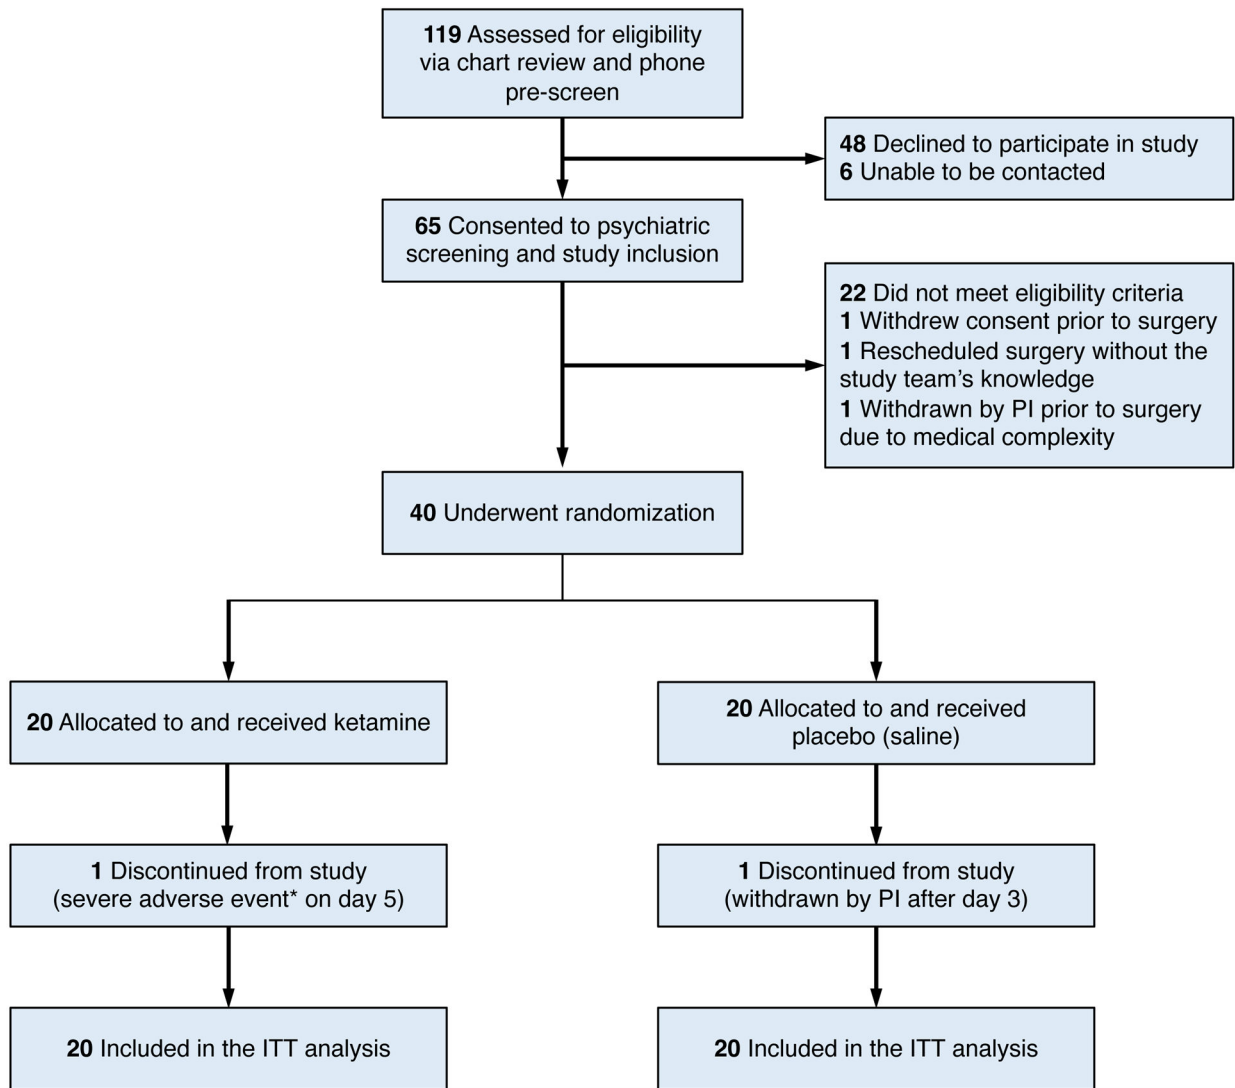 119 Assessed for eligibility
via chart review and phone
pre-screen
48 Declined to participate in study
6 Unable to be contacted
65 Consented to psychiatric
screening and study inclusion
22 Did not meet eligibility criteria
1 Withdrew consent prior to surgery
1 Rescheduled surgery without the
study team’s knowledge
1 Withdrawn by PI prior to surgery
due to medical complexity
40 Underwent randomization
20 Allocated to and received ketamine
20 Allocated to and received
placebo (saline)
1 Discontinued from study
(severe adverse event* on day 5)
1 Discontinued from study
(withdrawn by PI after day 3)
20 Included in the ITT analysis
20 Included in the ITT analysis